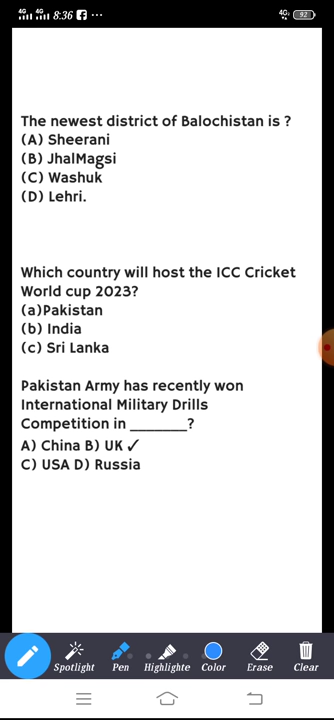 4G 4G 8:36 ... 4G 92
The newest district of Balochistan is ?
(A) Sheerani
(B) JhalMagsi
(C) Washuk
(D) Lehri.
Which country will host the ICC Cricket
World cup 2023?
(a)Pakistan
(b) India
(c) Sri Lanka
Pakistan Army has recently won
International Military Drills
Competition in _______?
A) China B) UK ✓
C) USA D) Russia
Spotlight Pen Highlighte Color Erase Clear